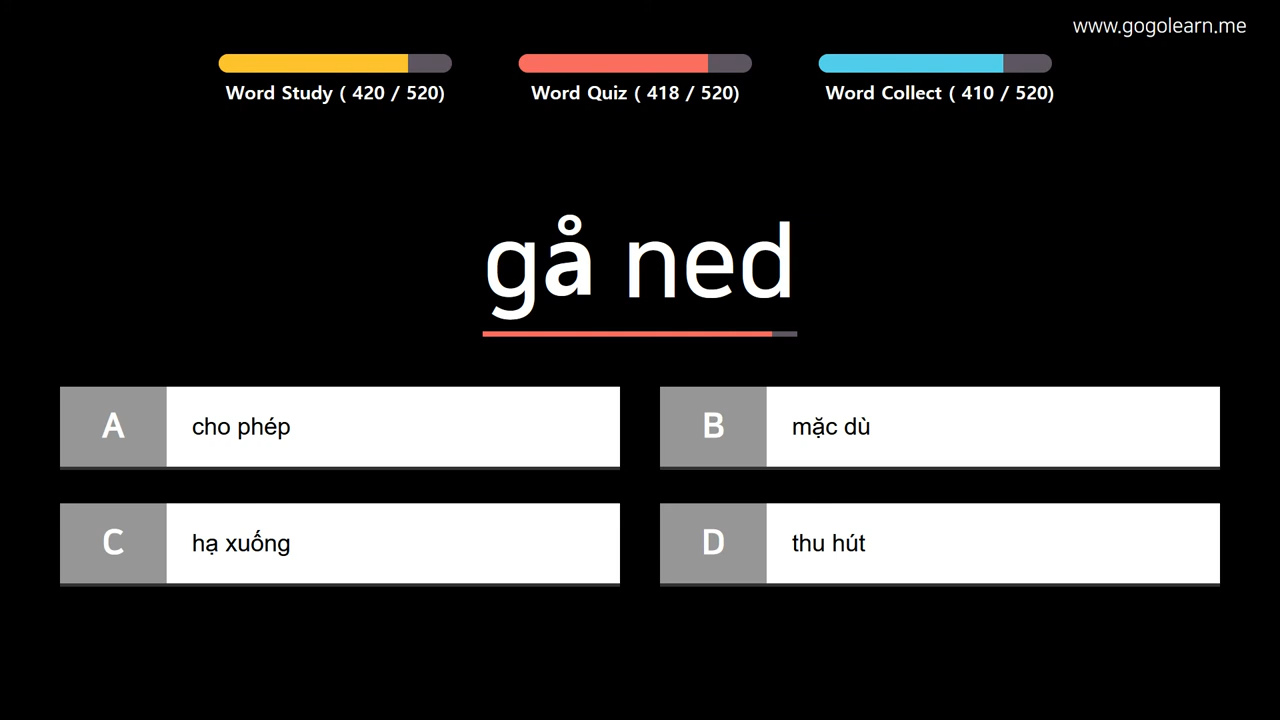 www.gogolearn.me
Word Study ( 420 / 520)
Word Quiz ( 418 / 520)
Word Collect ( 410 / 520)
gå ned
A cho phép
B mặc dù
C hạ xuống
D thu hút